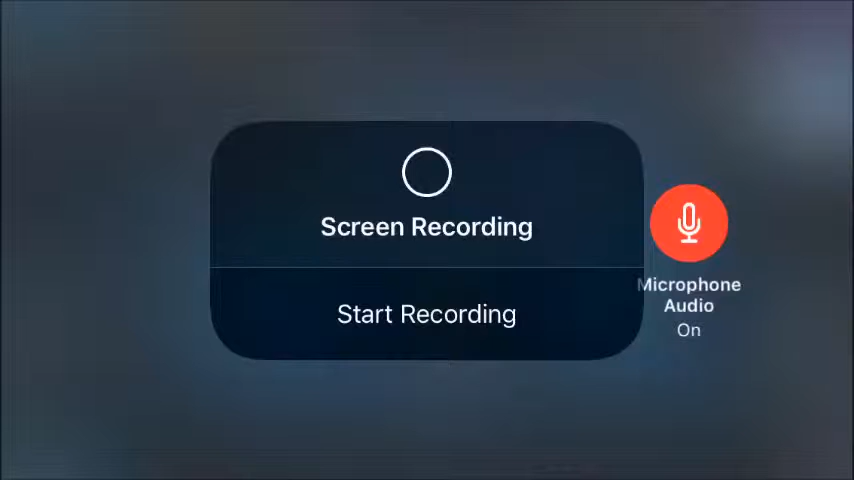 Screen Recording
Start Recording
Microphone
Audio
On